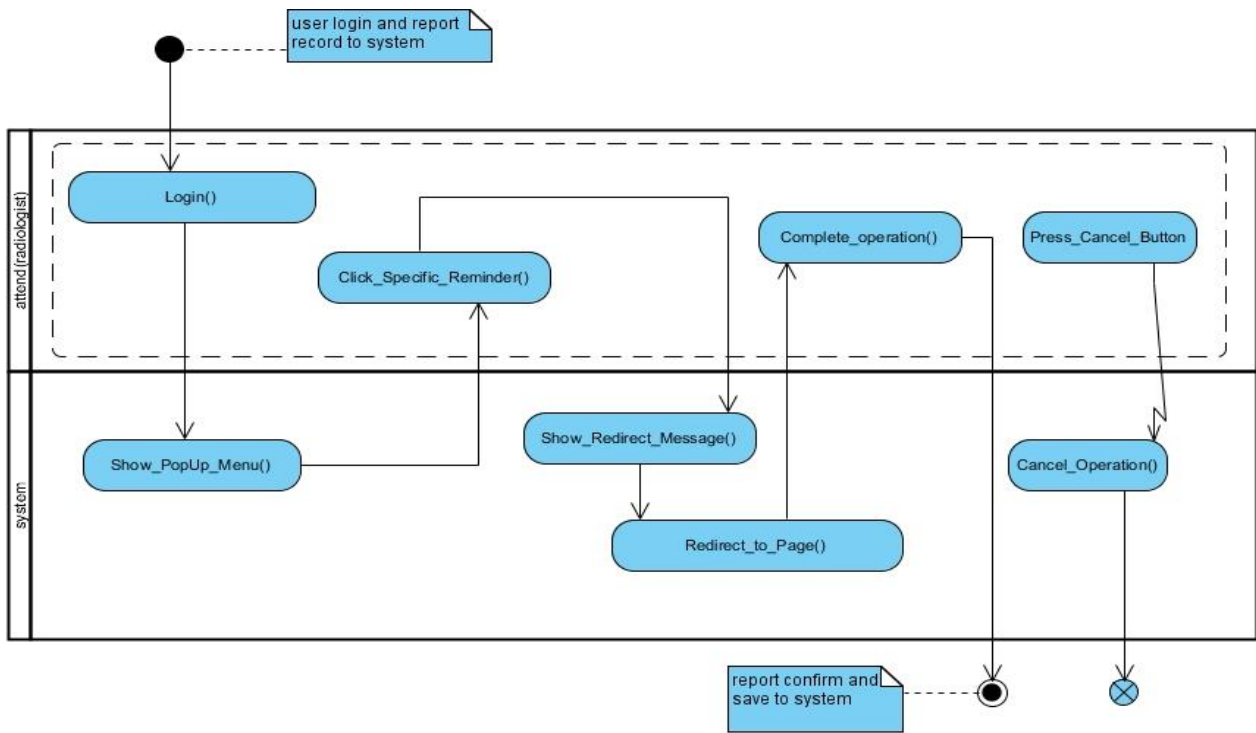 user login and report
record to system
attend(radiologist)
Login()
Click_Specific_Reminder()
Complete_operation()
Press_Cancel_Button
system
Show_PopUp_Menu()
Show_Redirect_Message()
Redirect_to_Page()
Cancel_Operation()
report confirm and
save to system